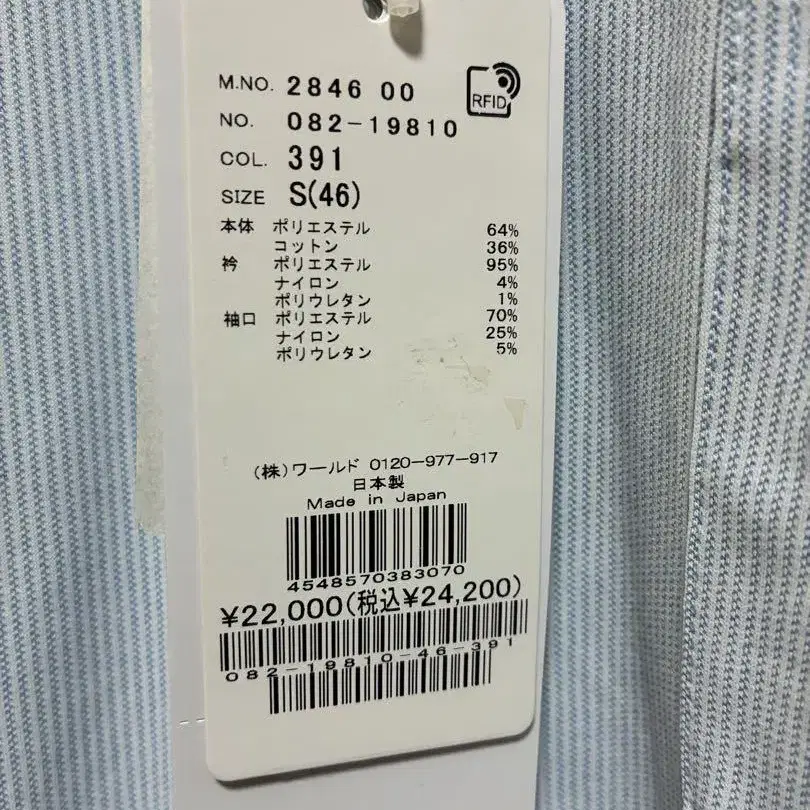 M.NO. 2846 00
RFID
NO. 082-19810
COL. 391
SIZE S(46)
本体 ポリエステル 64%
コットン 36%
衿 ポリエステル 95%
ナイロン 4%
ポリウレタン 1%
袖口 ポリエステル 70%
ナイロン 25%
ポリウレタン 5%
(株)ワールド 0120-977-917
日本製
Made in Japan
4548570383070
¥22,000(税込¥24,200)
082-19810-46-391